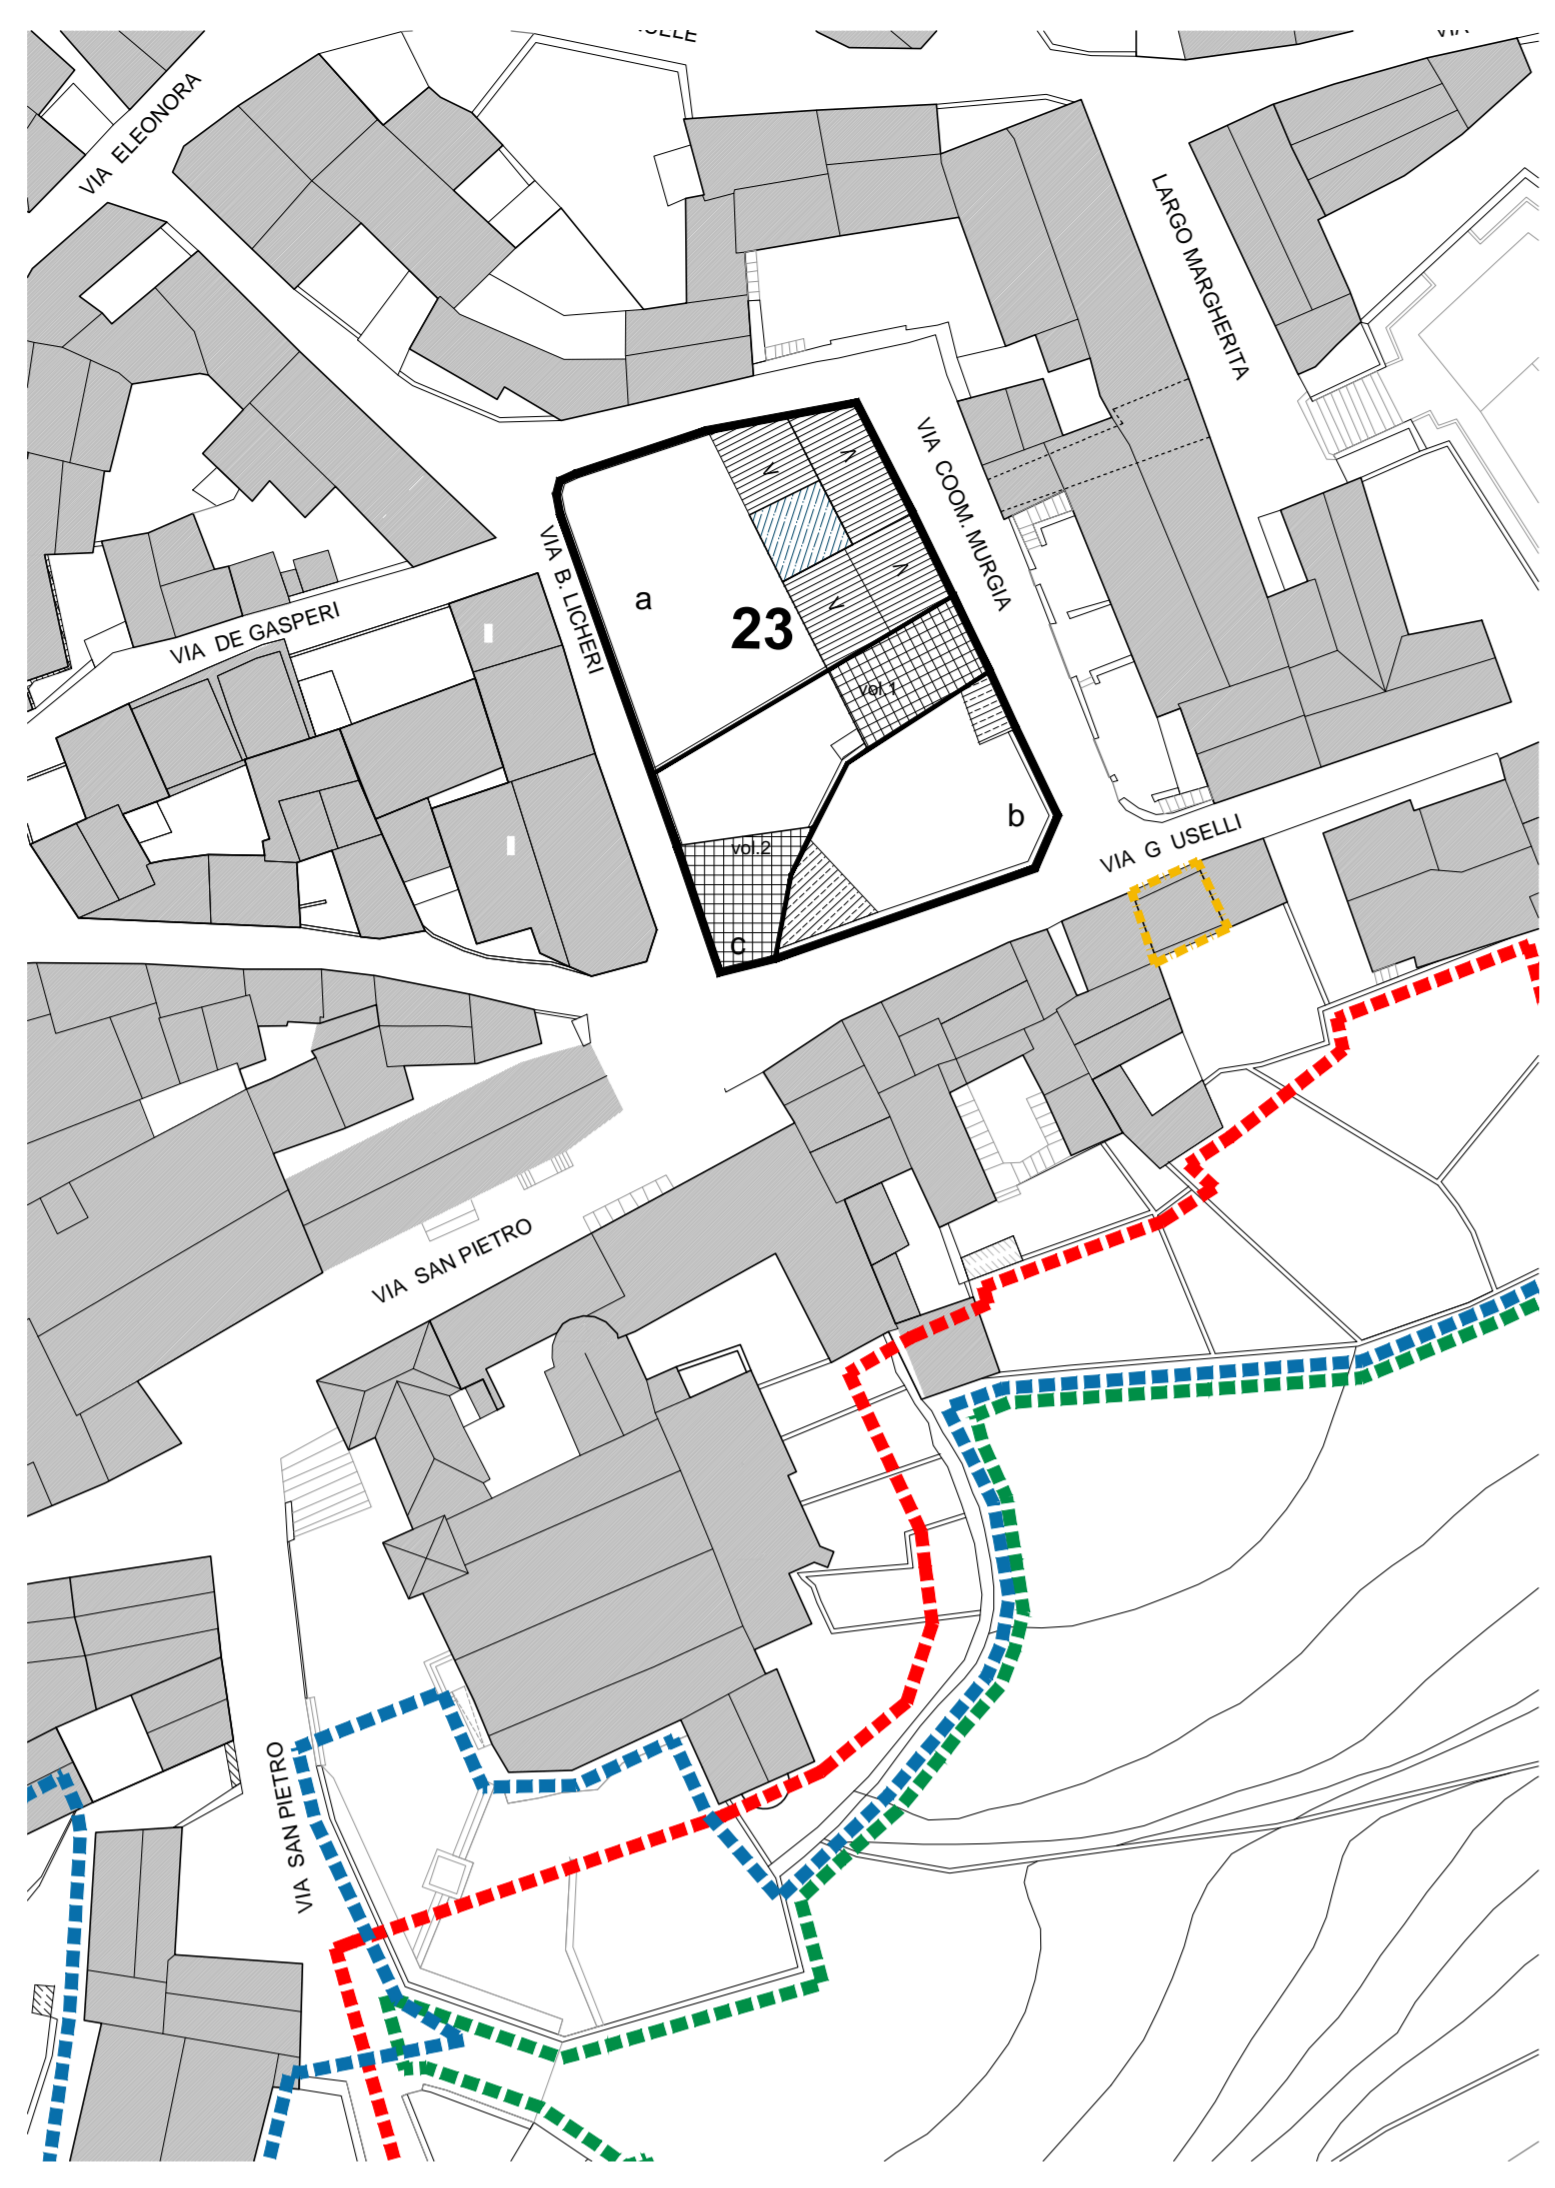 VIA ELEONORA
LARGO MARGHERITA
VIA COOM. MURGIA
VIA B. LICHERI
a
23
VIA DE GASPERI
vol.1
b
VIA G USELLI
vol.2
c
VIA SAN PIETRO
VIA SAN PIETRO